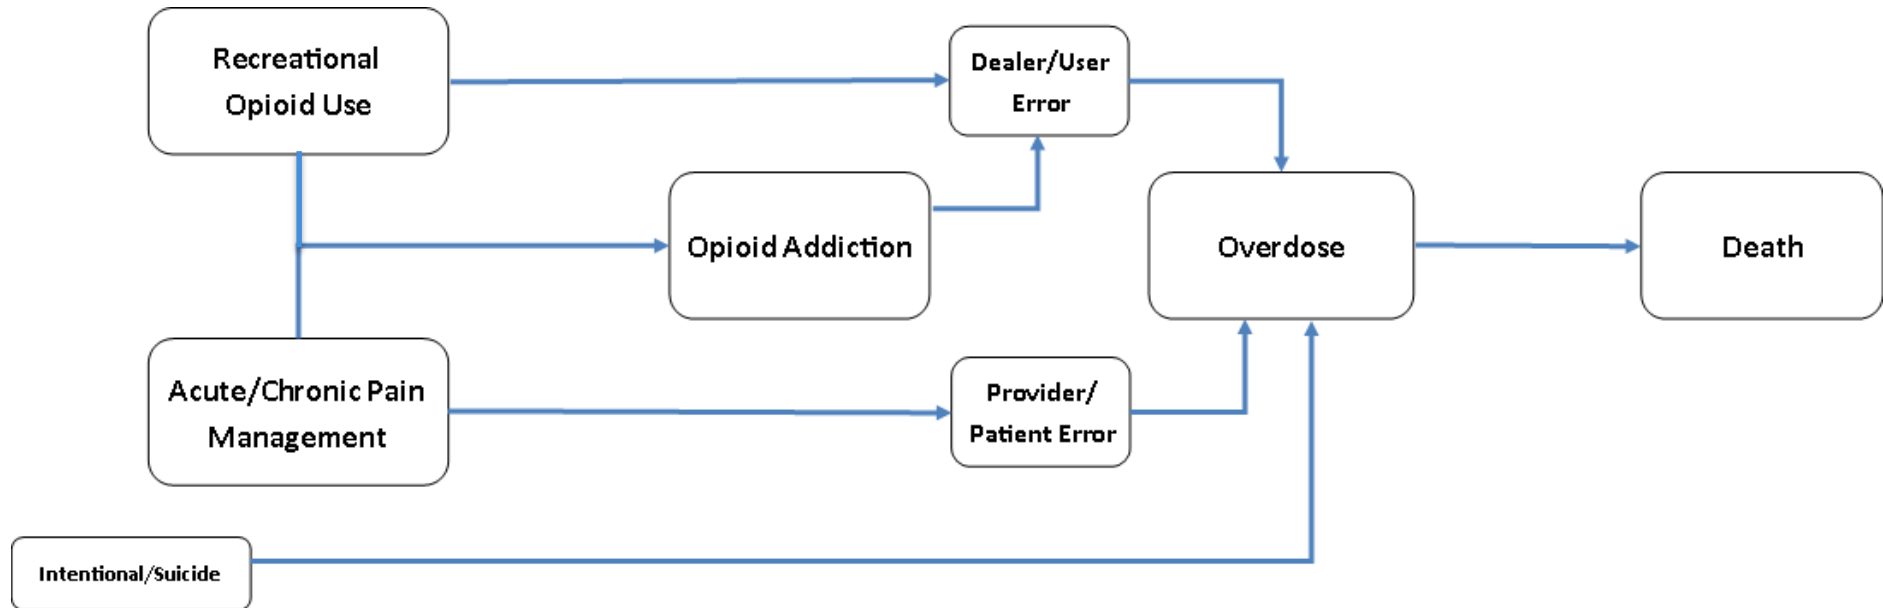 Recreational
Opioid Use
Dealer/User
Error
Opioid Addiction
Overdose
Death
Acute/Chronic Pain
Management
Provider/
Patient Error
Intentional/Suicide